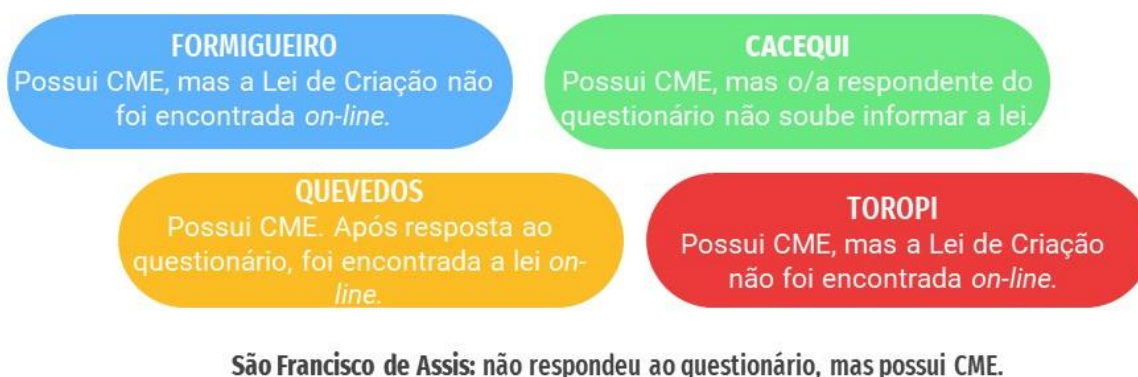 FORMIGUEIRO
Possui CME, mas a Lei de Criação não
foi encontrada on-line.
CACEQUI
Possui CME, mas o/a respondente do
questionário não soube informar a lei.
QUEVEDOS
Possui CME. Após resposta ao
questionário, foi encontrada a lei on-
line.
TOROPI
Possui CME, mas a Lei de Criação
não foi encontrada on-line.
São Francisco de Assis: não respondeu ao questionário, mas possui CME.